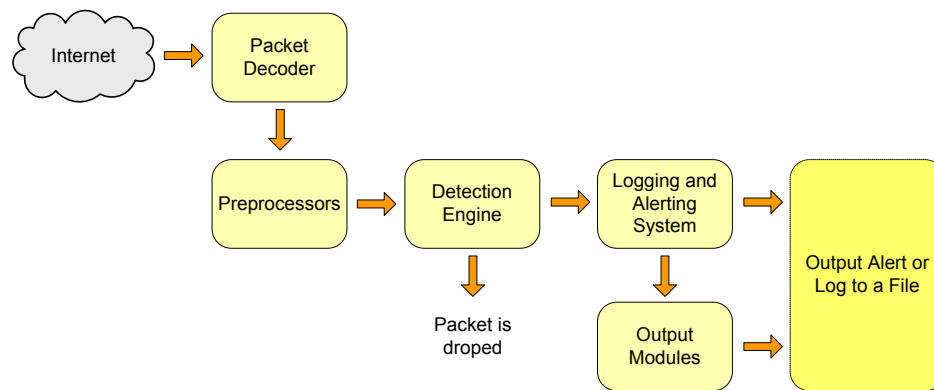 Internet
Packet
Decoder
Preprocessors
Detection
Engine
Logging and
Alerting
System
Output Alert or
Log to a File
Packet is
droped
Output
Modules